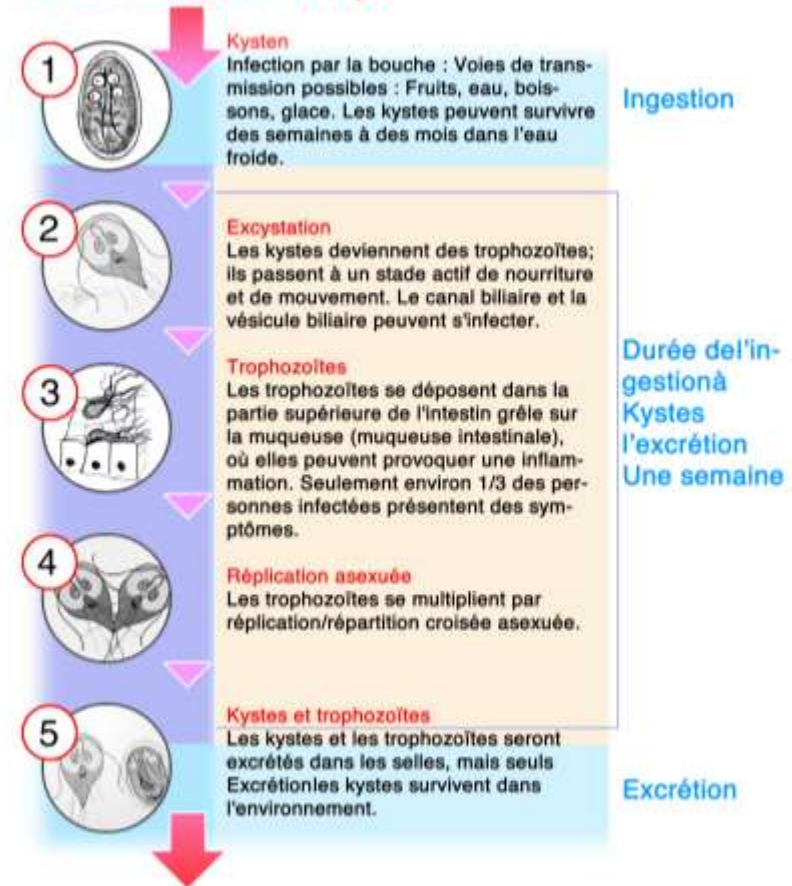 1
Kysten
Infection par la bouche : Voies de trans-
mission possibles : Fruits, eau, bois-
sons, glace. Les kystes peuvent survivre
des semaines à des mois dans l'eau
froide.
Ingestion
2
Excystation
Les kystes deviennent des trophozoïtes;
ils passent à un stade actif de nourriture
et de mouvement. Le canal biliaire et la
vésicule biliaire peuvent s'infecter.
3
Trophozoïtes
Les trophozoïtes se déposent dans la
partie supérieure de l'intestin grêle sur
la muqueuse (muqueuse intestinale),
où elles peuvent provoquer une inflam-
mation. Seulement environ 1/3 des per-
sonnes infectées présentent des sym-
ptômes.
Durée del'in-
gestionà
Kystes
l'excrétion
Une semaine
4
Réplication asexuée
Les trophozoïtes se multiplient par
réplication/répartition croisée asexuée.
5
Kystes et trophozoïtes
Les kystes et les trophozoïtes seront
excrétés dans les selles, mais seuls
Excrétionles kystes survivent dans
l'environnement.
Excrétion